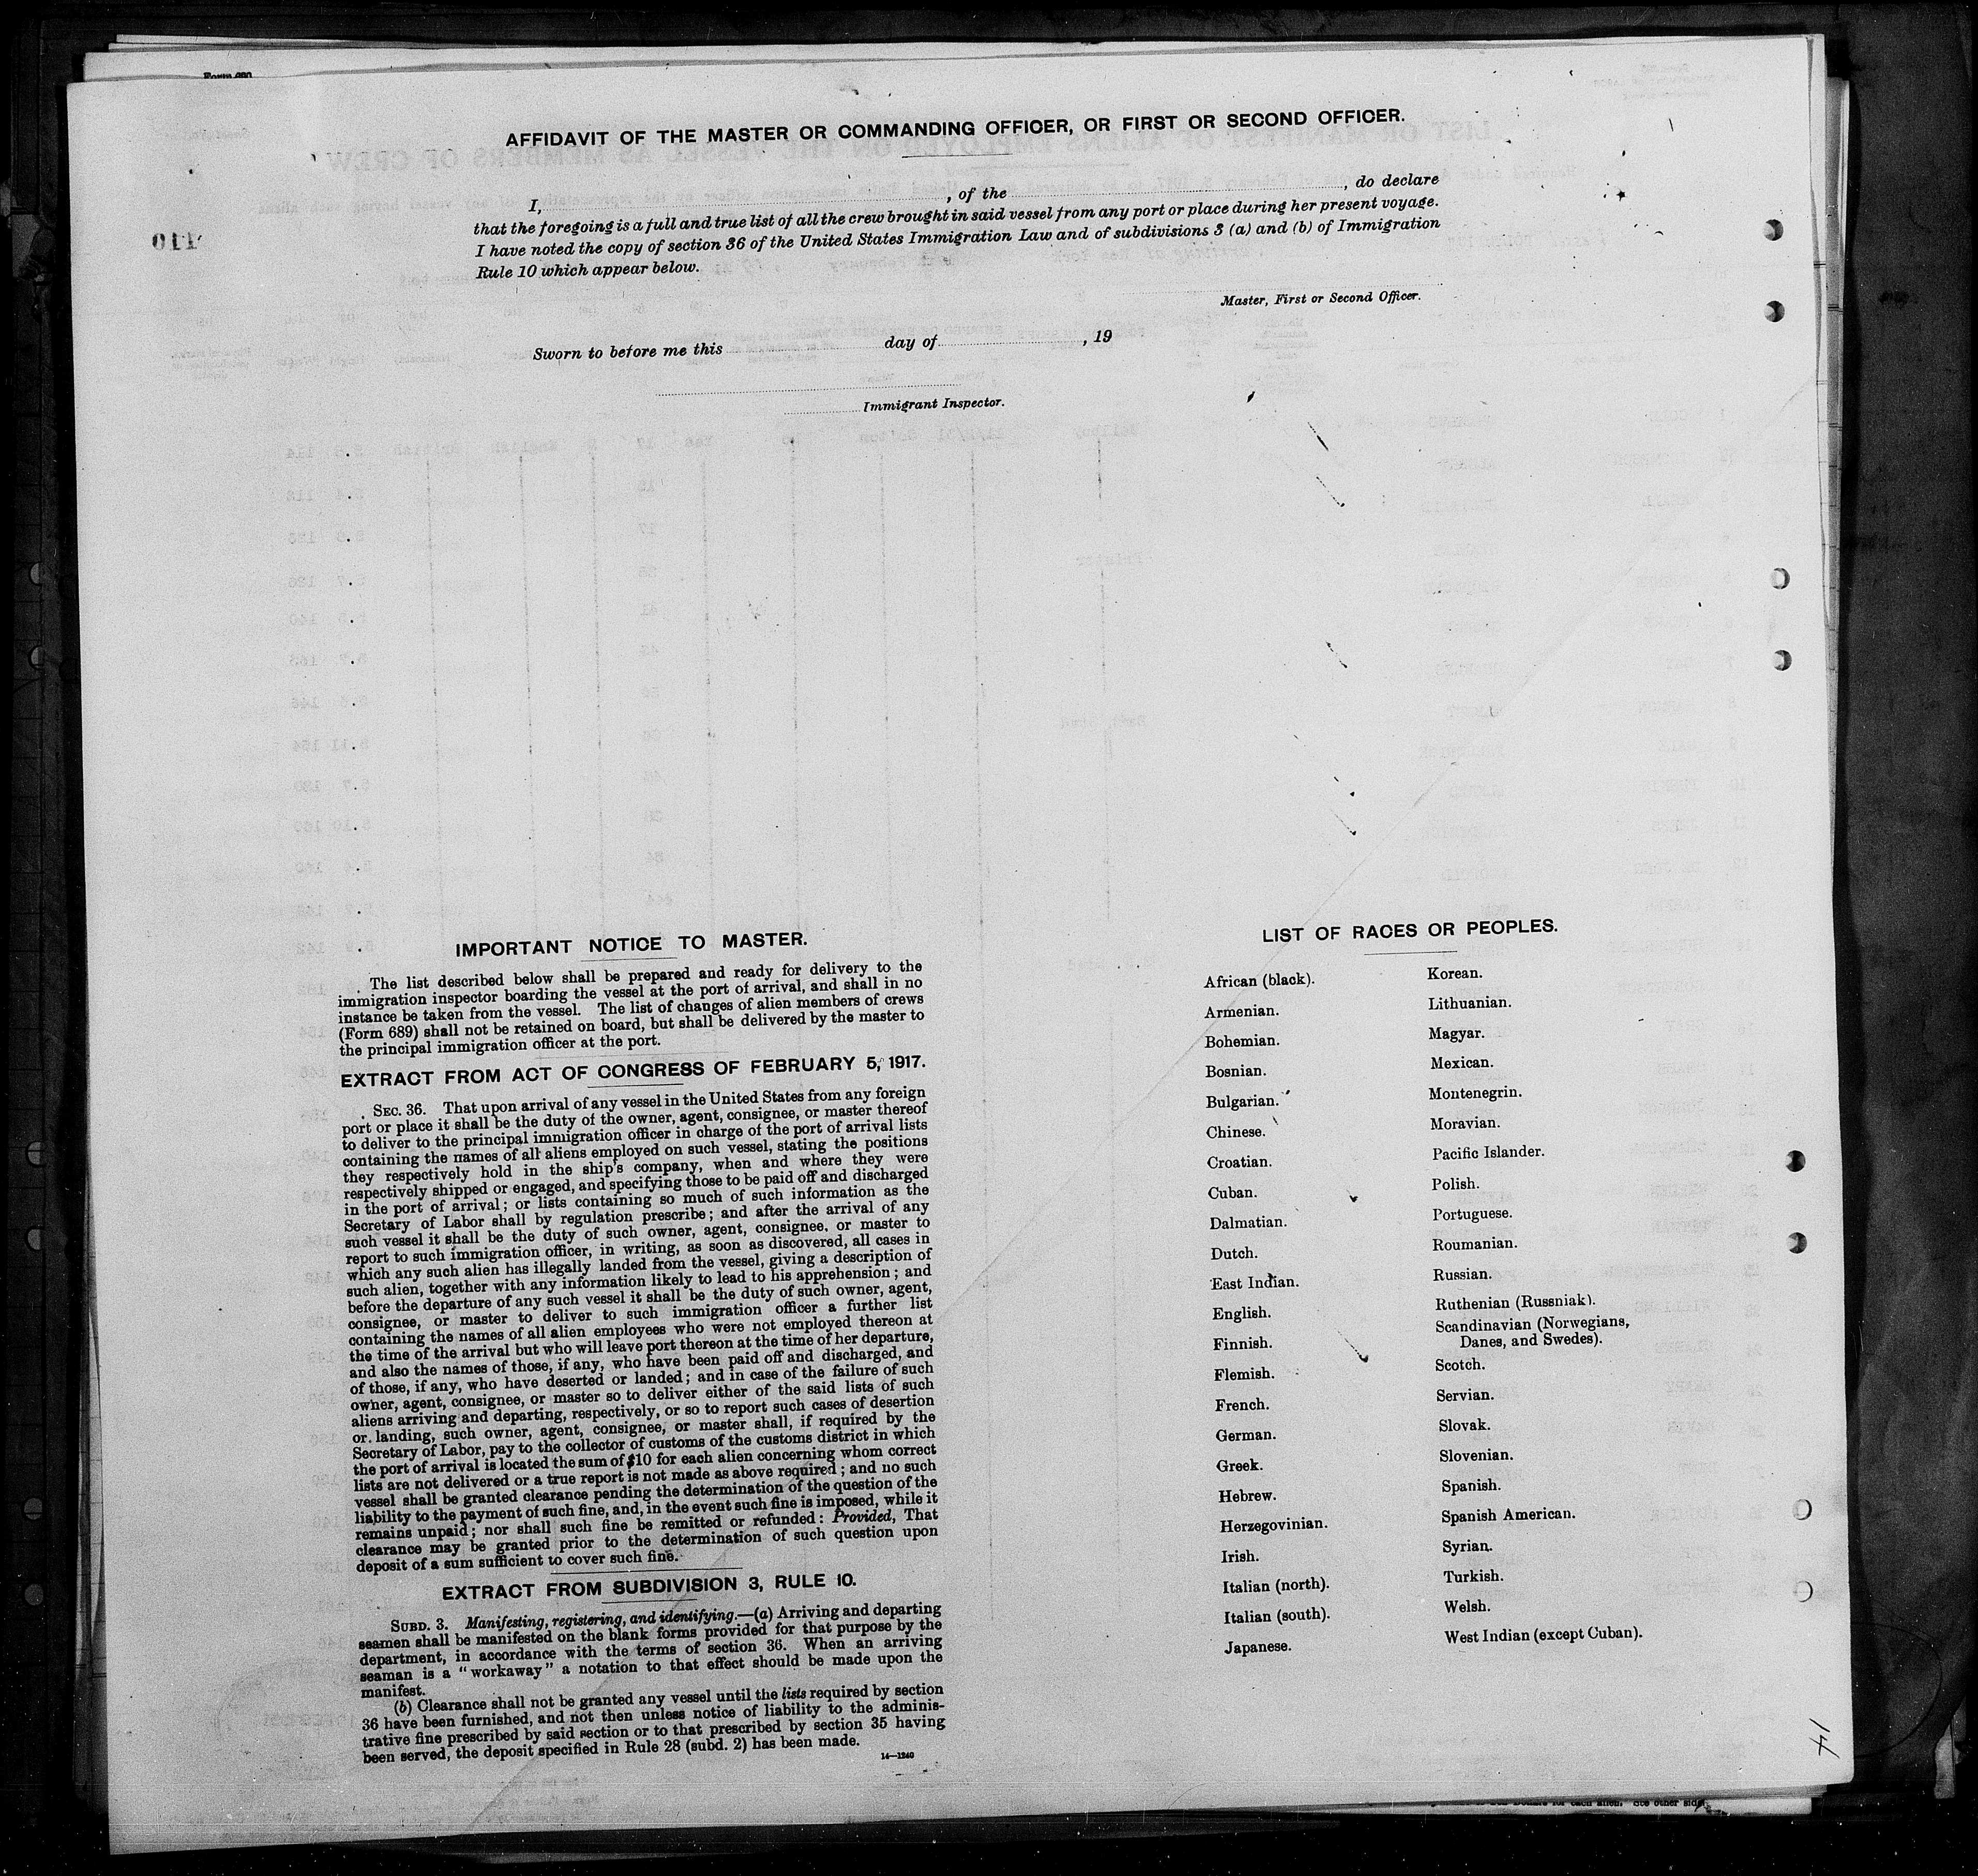 Form 690
AFFIDAVIT OF THE MASTER OR COMMANDING OFFICER, OR FIRST OR SECOND OFFICER.
I, , of the , do declare
that the foregoing is a full and true list of all the crew brought in said vessel from any port or place during her present voyage.
I have noted the copy of section 36 of the United States Immigration Law and of subdivisions 3 (a) and (b) of Immigration
Rule 10 which appear below.
Master, First or Second Officer.
Sworn to before me this day of , 19
Immigrant Inspector.
IMPORTANT NOTICE TO MASTER.
The list described below shall be prepared and ready for delivery to the
immigration inspector boarding the vessel at the port of arrival, and shall in no
instance be taken from the vessel. The list of changes of alien members of crews
(Form 689) shall not be retained on board, but shall be delivered by the master to
the principal immigration officer at the port.
EXTRACT FROM ACT OF CONGRESS OF FEBRUARY 5, 1917.
SEC. 36. That upon arrival of any vessel in the United States from any foreign
port or place it shall be the duty of the owner, agent, consignee, or master thereof
to deliver to the principal immigration officer in charge of the port of arrival lists
containing the names of all aliens employed on such vessel, stating the positions
they respectively hold in the ship's company, when and where they were
respectively shipped or engaged, and specifying those to be paid off and discharged
in the port of arrival; or lists containing so much of such information as the
Secretary of Labor shall by regulation prescribe; and after the arrival of any
such vessel it shall be the duty of such owner, agent, consignee, or master to
report to such immigration officer, in writing, as soon as discovered, all cases in
which any such alien has illegally landed from the vessel, giving a description of
such alien, together with any information likely to lead to his apprehension; and
before the departure of any such vessel it shall be the duty of such owner, agent,
consignee, or master to deliver to such immigration officer a further list
containing the names of all alien employees who were not employed thereon at
the time of the arrival but who will leave port thereon at the time of her departure,
and also the names of those, if any, who have been paid off and discharged, and
of those, if any, who have deserted or landed; and in case of the failure of such
owner, agent, consignee, or master so to deliver either of the said lists of such
aliens arriving and departing, respectively, or so to report such cases of desertion
or landing, such owner, agent, consignee, or master shall, if required by the
Secretary of Labor, pay to the collector of customs of the customs district in which
the port of arrival is located the sum of $10 for each alien concerning whom correct
lists are not delivered or a true report is not made as above required; and no such
vessel shall be granted clearance pending the determination of the question of the
liability to the payment of such fine, and, in the event such fine is imposed, while it
remains unpaid; nor shall such fine be remitted or refunded: Provided, That
clearance may be granted prior to the determination of such question upon
deposit of a sum sufficient to cover such fine.
EXTRACT FROM SUBDIVISION 3, RULE 10.
SUBD. 3. Manifesting, registering, and identifying.—(a) Arriving and departing
seamen shall be manifested on the blank forms provided for that purpose by the
department, in accordance with the terms of section 36. When an arriving
seaman is a "workaway" a notation to that effect should be made upon the
manifest.
(b) Clearance shall not be granted any vessel until the lists required by section
36 have been furnished, and not then unless notice of liability to the adminis-
trative fine prescribed by said section or to that prescribed by section 35 having
been served, the deposit specified in Rule 28 (subd. 2) has been made.
14—1240
LIST OF RACES OR PEOPLES.
African (black).
Armenian.
Bohemian.
Bosnian.
Bulgarian.
Chinese.
Croatian.
Cuban.
Dalmatian.
Dutch.
East Indian.
English.
Finnish.
Flemish.
French.
German.
Greek.
Hebrew.
Herzegovinian.
Irish.
Italian (north).
Italian (south).
Japanese.
Korean.
Lithuanian.
Magyar.
Mexican.
Montenegrin.
Moravian.
Pacific Islander.
Polish.
Portuguese.
Roumanian.
Russian.
Ruthenian (Russniak).
Scandinavian (Norwegians,
Danes, and Swedes).
Scotch.
Servian.
Slovak.
Slovenian.
Spanish.
Spanish American.
Syrian.
Turkish.
Welsh.
West Indian (except Cuban).
14
for each alien. See other side